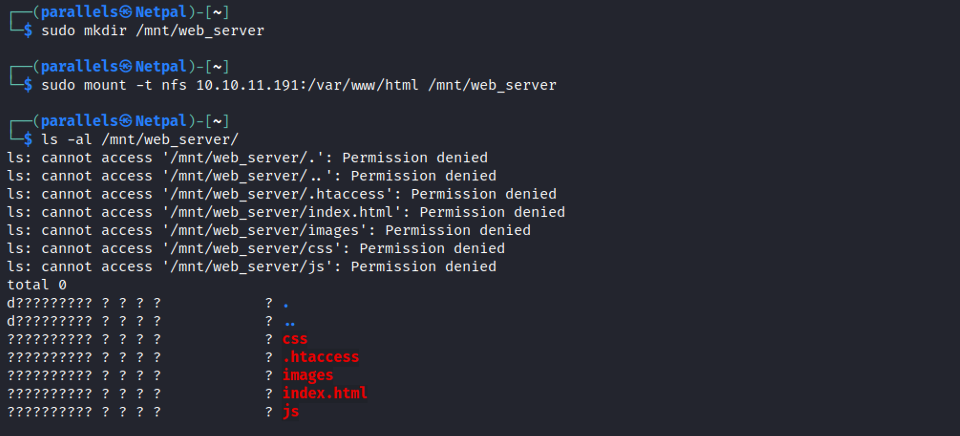 ┌──(parallels㉿Netpal)-[~]
└─$ sudo mkdir /mnt/web_server
┌──(parallels㉿Netpal)-[~]
└─$ sudo mount -t nfs 10.10.11.191:/var/www/html /mnt/web_server
┌──(parallels㉿Netpal)-[~]
└─$ ls -al /mnt/web_server/
ls: cannot access '/mnt/web_server/.': Permission denied
ls: cannot access '/mnt/web_server/..': Permission denied
ls: cannot access '/mnt/web_server/.htaccess': Permission denied
ls: cannot access '/mnt/web_server/index.html': Permission denied
ls: cannot access '/mnt/web_server/images': Permission denied
ls: cannot access '/mnt/web_server/css': Permission denied
ls: cannot access '/mnt/web_server/js': Permission denied
total 0
d????????? ? ? ? ?            ? .
d????????? ? ? ? ?            ? ..
?????????? ? ? ? ?            ? css
?????????? ? ? ? ?            ? .htaccess
?????????? ? ? ? ?            ? images
?????????? ? ? ? ?            ? index.html
?????????? ? ? ? ?            ? js